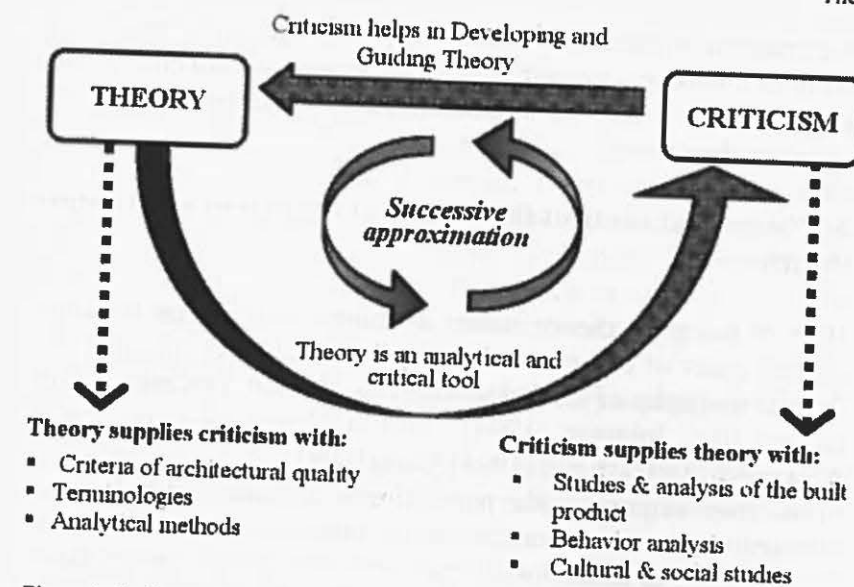 The
Criticism helps in Developing and
Guiding Theory
THEORY
CRITICISM
Successive
approximation
Theory is an analytical and
critical tool
Theory supplies criticism with:
▪ Criteria of architectural quality
▪ Terminologies
▪ Analytical methods
Criticism supplies theory with:
▪ Studies & analysis of the built
product
▪ Behavior analysis
▪ Cultural & social studies